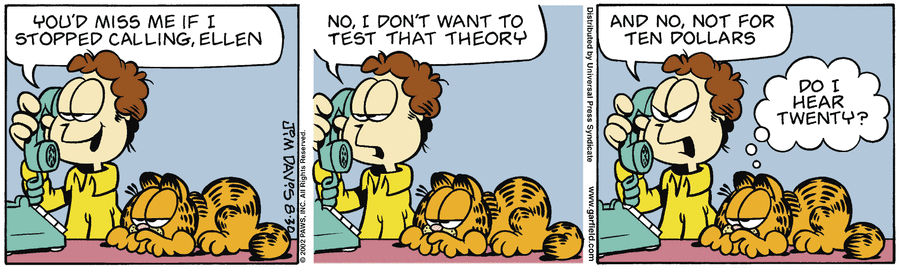 YOU'D MISS ME IF I
STOPPED CALLING, ELLEN
JIM DAVIS 8-30
© 2002 PAWS, INC. All Rights Reserved.
NO, I DON'T WANT TO
TEST THAT THEORY
Distributed by Universal Press Syndicate
www.garfield.com
AND NO, NOT FOR
TEN DOLLARS
DO I
HEAR
TWENTY?